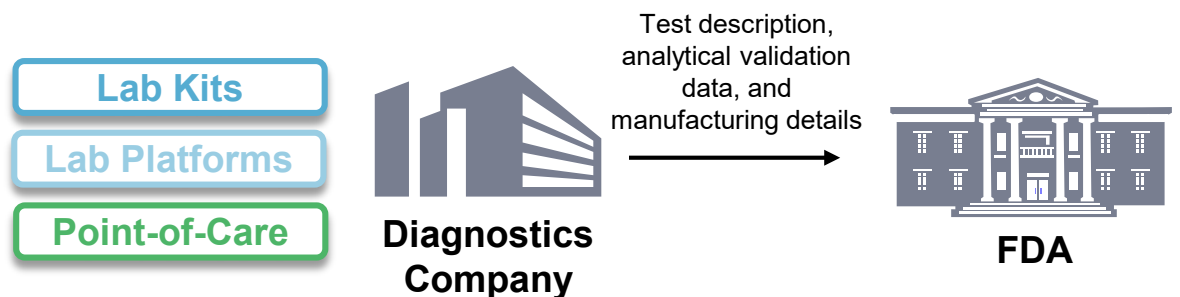 Lab Kits
Lab Platforms
Point-of-Care
Diagnostics
Company
Test description,
analytical validation
data, and
manufacturing details
FDA